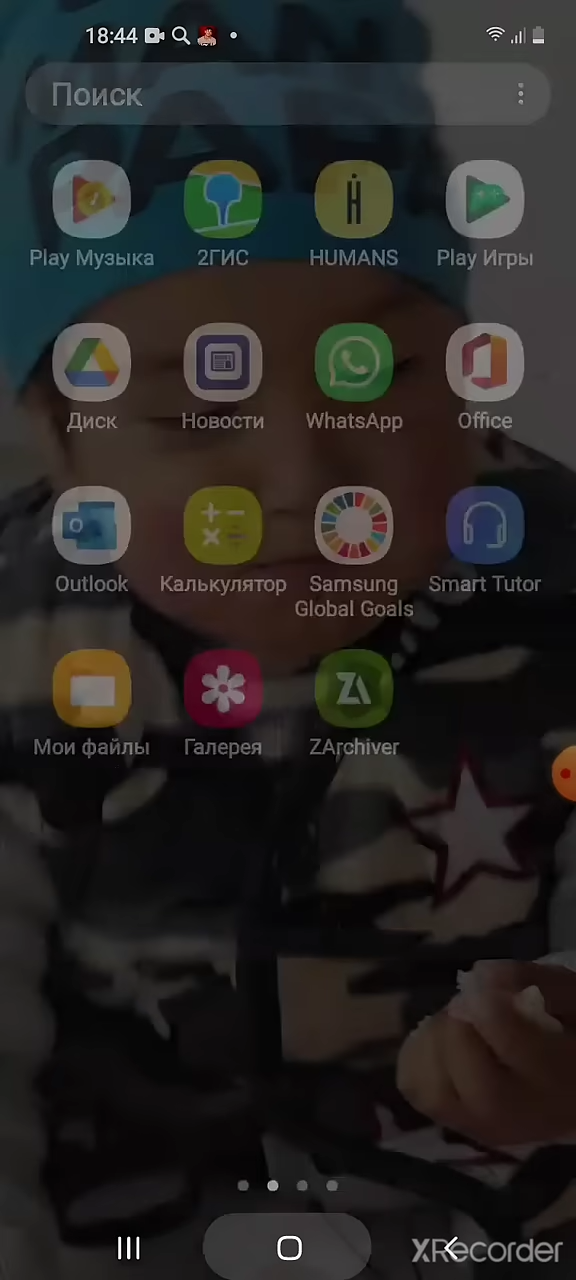 18:44
Поиск
Play Музыка
2ГИС
HUMANS
Play Игры
Диск
Новости
WhatsApp
Office
Outlook
Калькулятор
Samsung
Global Goals
Smart Tutor
Мои файлы
Галерея
ZArchiver
XRecorder